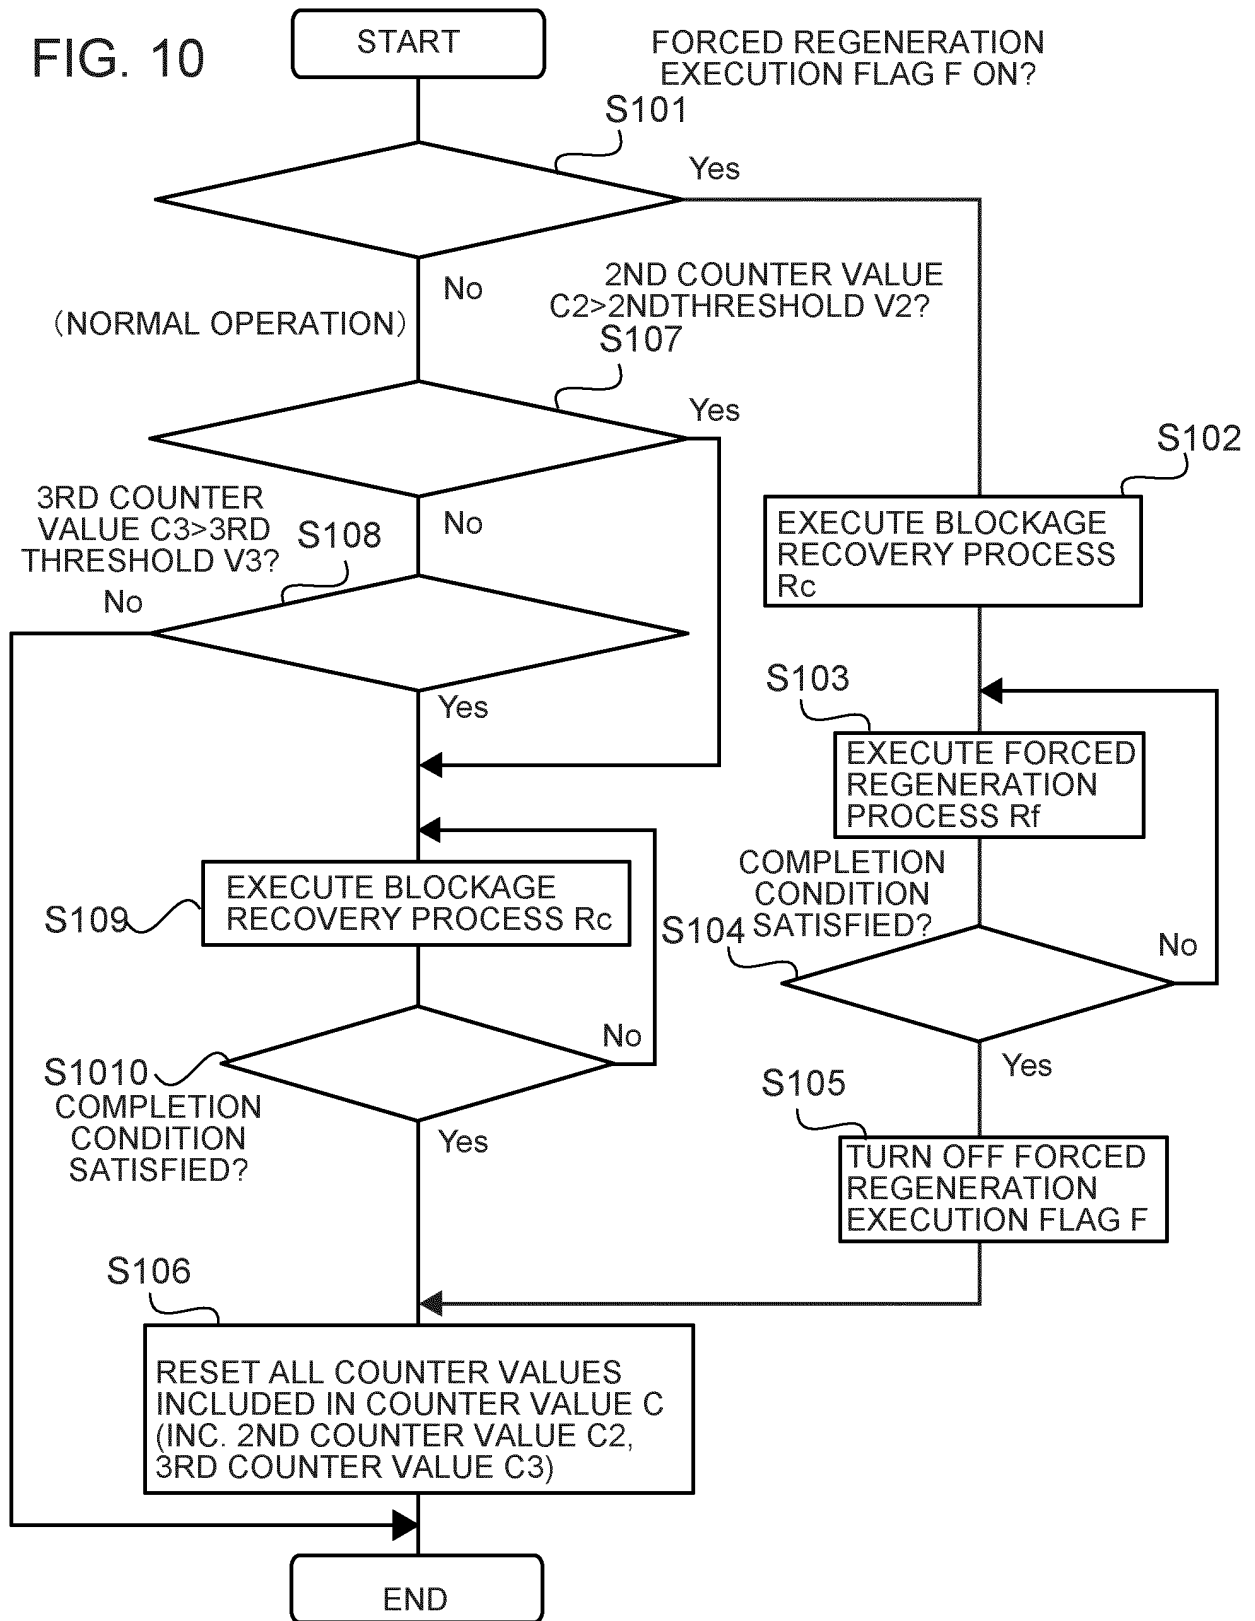 FIG. 10
START
FORCED REGENERATION
EXECUTION FLAG F ON?
S101
Yes
No
(NORMAL OPERATION)
2ND COUNTER VALUE
C2>2NDTHRESHOLD V2?
S107
Yes
No
3RD COUNTER
VALUE C3>3RD
THRESHOLD V3?
S108
No
Yes
S102
EXECUTE BLOCKAGE
RECOVERY PROCESS
Rc
S103
EXECUTE FORCED
REGENERATION
PROCESS Rf
COMPLETION
CONDITION
SATISFIED?
S104
No
Yes
S109
EXECUTE BLOCKAGE
RECOVERY PROCESS Rc
No
S1010
COMPLETION
CONDITION
SATISFIED?
Yes
S105
TURN OFF FORCED
REGENERATION
EXECUTION FLAG F
S106
RESET ALL COUNTER VALUES
INCLUDED IN COUNTER VALUE C
(INC. 2ND COUNTER VALUE C2,
3RD COUNTER VALUE C3)
END